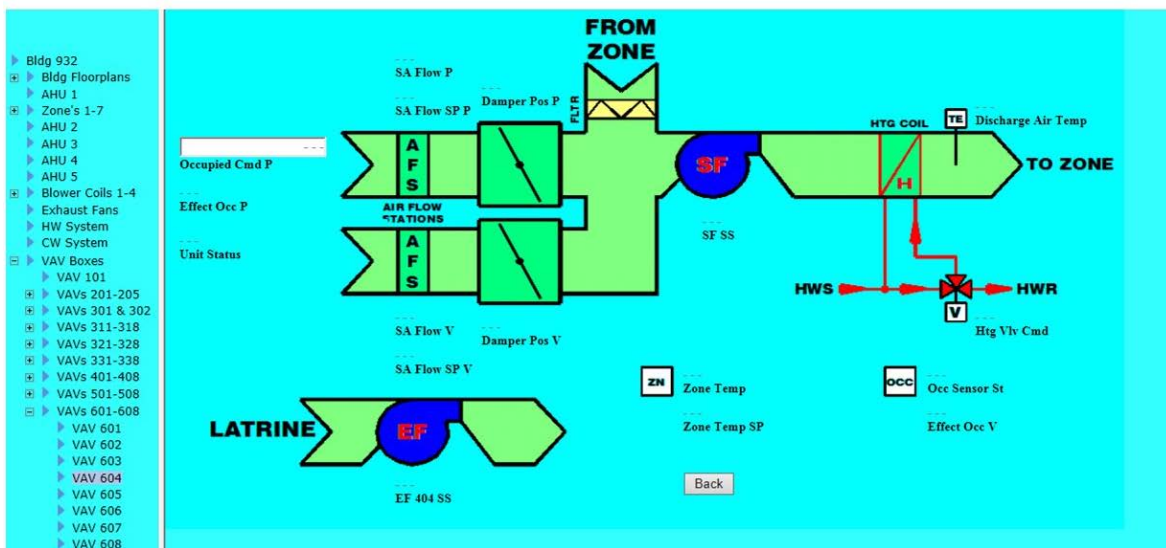 Bldg 932
Bldg Floorplans
AHU 1
Zone's 1-7
AHU 2
AHU 3
AHU 4
AHU 5
Blower Coils 1-4
Exhaust Fans
HW System
CW System
VAV Boxes
VAV 101
VAVs 201-205
VAVs 301 & 302
VAVs 311-318
VAVs 321-328
VAVs 331-338
VAVs 401-408
VAVs 501-508
VAVs 601-608
VAV 601
VAV 602
VAV 603
VAV 604
VAV 605
VAV 606
VAV 607
VAV 608
FROM
ZONE
- - -
SA Flow P
- - -
SA Flow SP P
- - -
Damper Pos P
FLTR
HTG COIL
TE
- - -
Discharge Air Temp
- - -
Occupied Cmd P
AFS
SF
H
TO ZONE
- - -
Effect Occ P
AIR FLOW
STATIONS
- - -
SF SS
- - -
Unit Status
AFS
HWS
HWR
V
- - -
SA Flow V
- - -
Damper Pos V
- - -
Htg Vlv Cmd
- - -
SA Flow SP V
ZN
- - -
Zone Temp
OCC
- - -
Occ Sensor St
LATRINE
EF
- - -
Zone Temp SP
- - -
Effect Occ V
- - -
EF 404 SS
Back